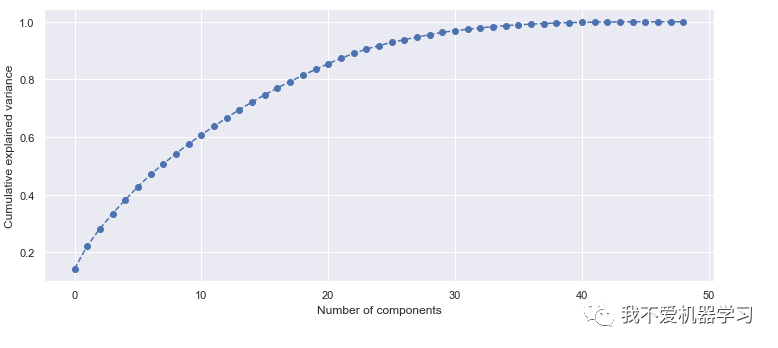 1.0
0.8
0.6
0.4
0.2
Cumulative explained variance
0 10 20 30 40 50
Number of components
我不爱机器学习